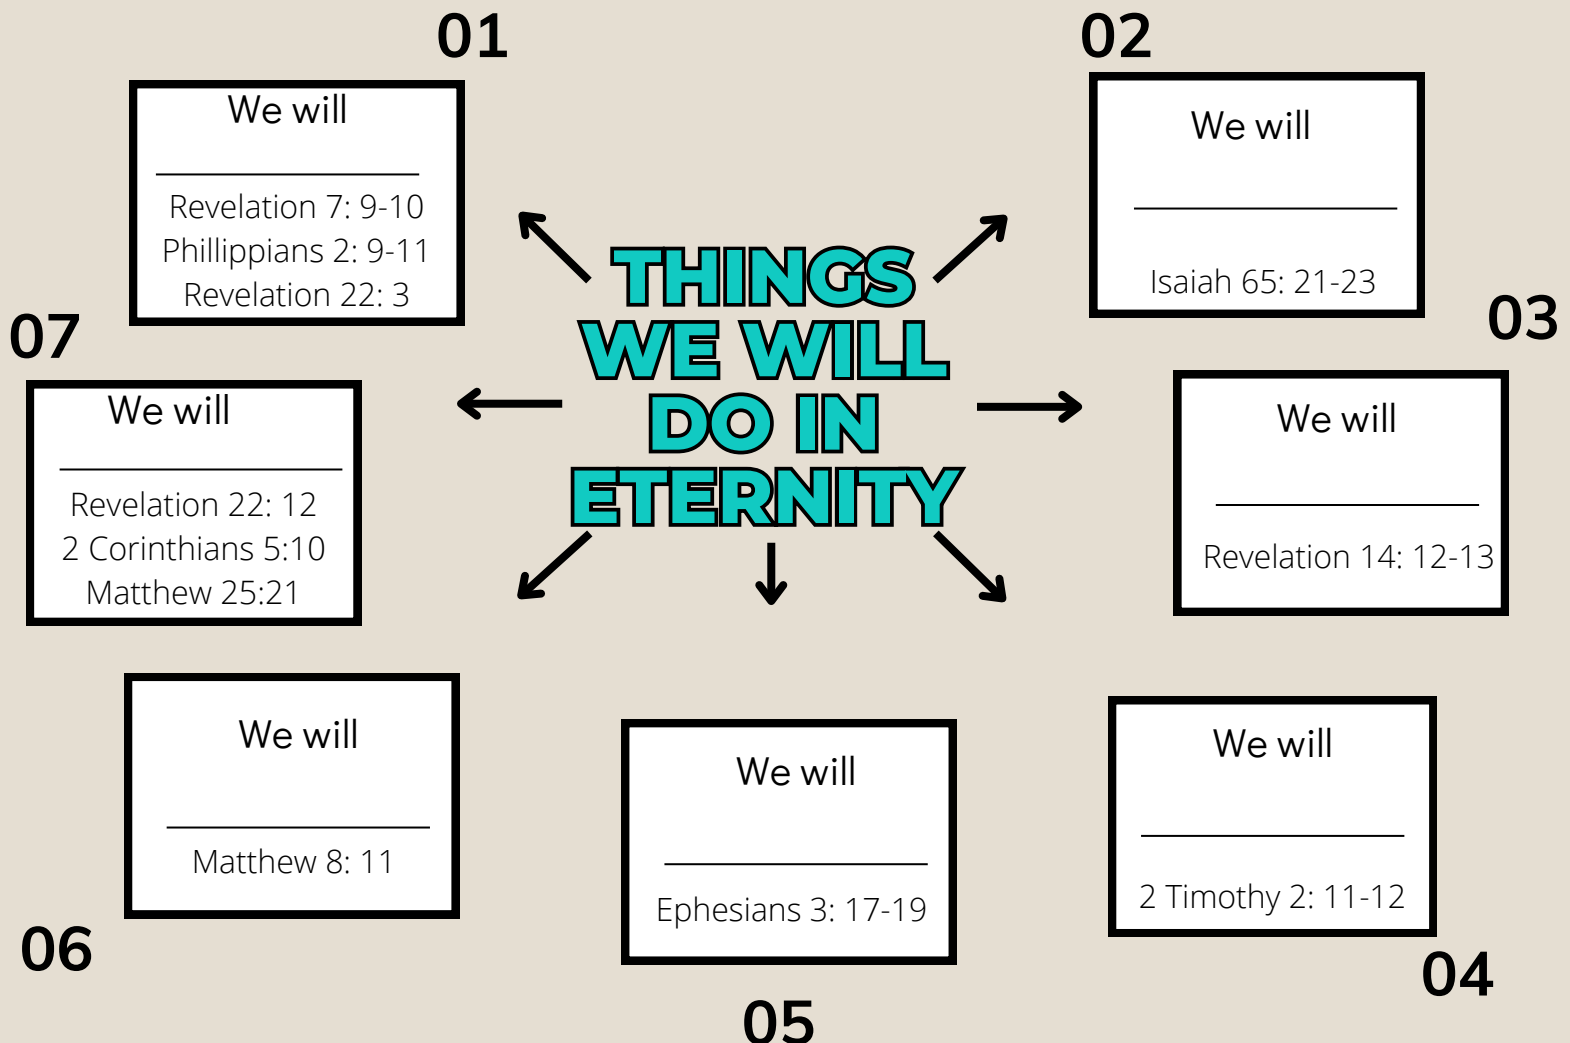 01
We will
Revelation 7: 9-10
Phillippians 2: 9-11
Revelation 22: 3
02
We will
Isaiah 65: 21-23
THINGS
WE WILL
DO IN
ETERNITY
03
We will
Revelation 14: 12-13
04
We will
2 Timothy 2: 11-12
05
We will
Ephesians 3: 17-19
06
We will
Matthew 8: 11
07
We will
Revelation 22: 12
2 Corinthians 5:10
Matthew 25:21